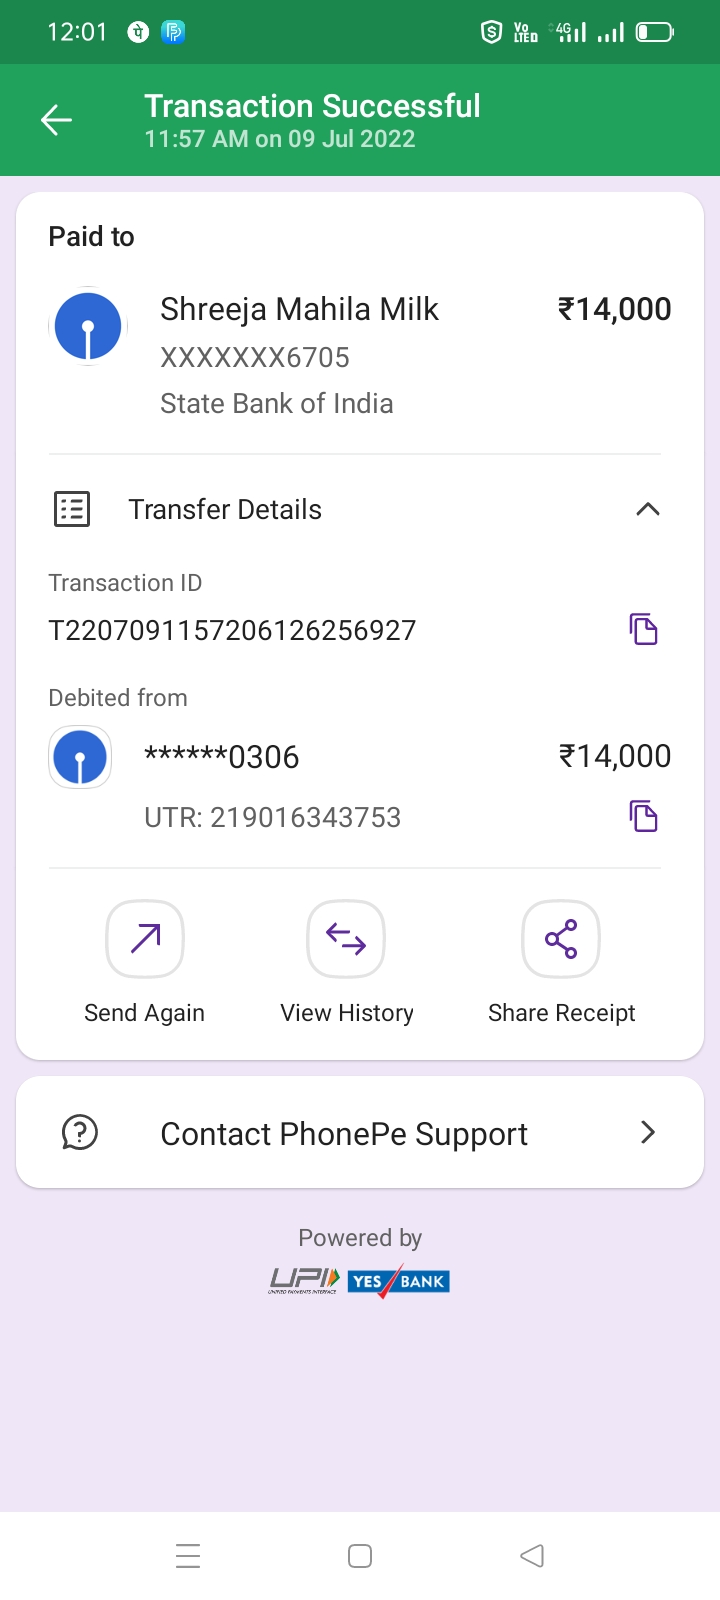 12:01
Vo
LTED
4G
Transaction Successful
11:57 AM on 09 Jul 2022
Paid to
Shreeja Mahila Milk ₹14,000
XXXXXXX6705
State Bank of India
Transfer Details
Transaction ID
T2207091157206126256927
Debited from
******0306 ₹14,000
UTR: 219016343753
Send Again View History Share Receipt
Contact PhonePe Support
Powered by
UPI YES BANK
UNIFIED PAYMENTS INTERFACE